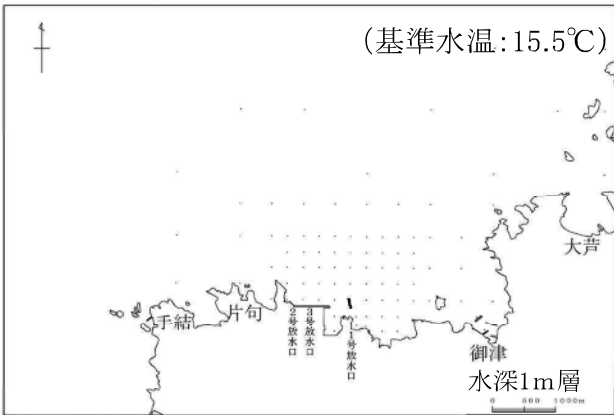 (基準水温:15.5℃)
大芦
手結
片句
2号放水口
3号放水口
1号放水口
御津
水深1m層
0 500 1000m